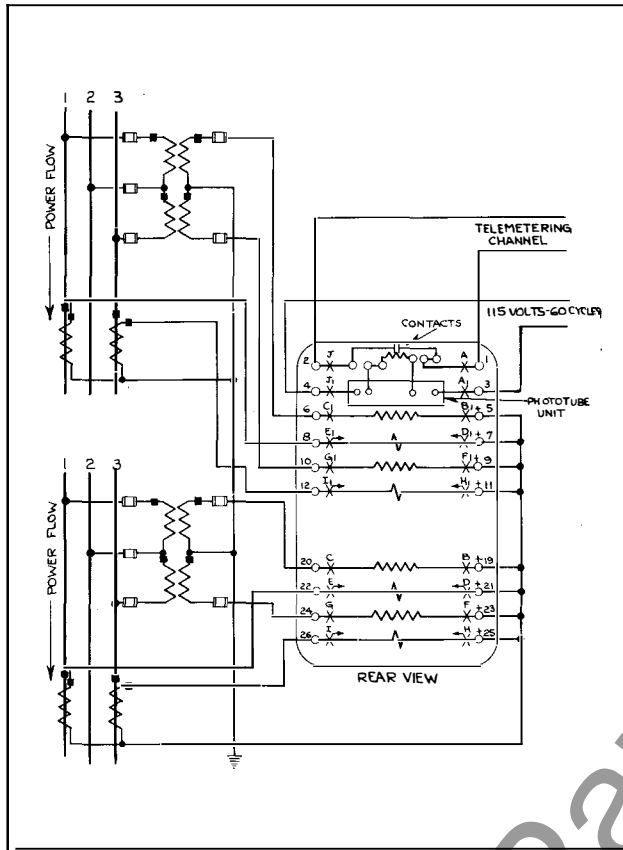 1 2 3
POWER FLOW
TELEMETERING
CHANNEL
115 VOLTS-60 CYCLES
CONTACTS
2 J A 1
4 J1 A1 3
PHOTOTUBE
UNIT
6 C1 B1 ± 5
8 E1 D1 ± 7
10 G1 F1 ± 9
12 I1 H1 ± 11
1 2 3
POWER FLOW
20 C B ± 19
22 E D ± 21
24 G F ± 23
26 I H ± 25
REAR VIEW